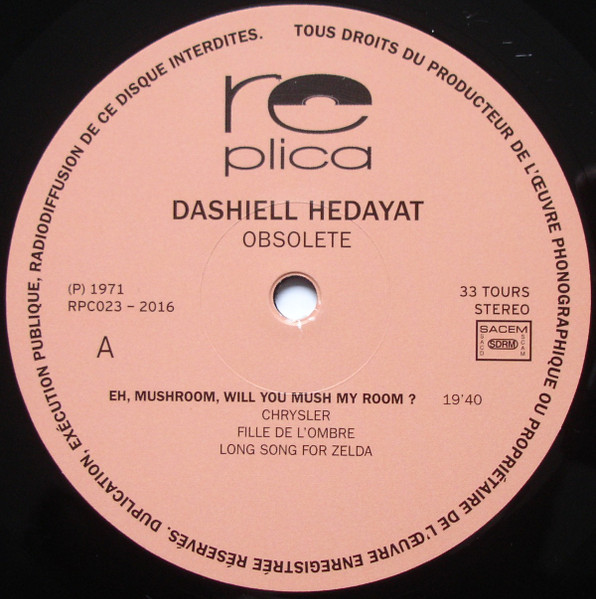 TOUS DROITS DU PRODUCTEUR DE L'ŒUVRE PHONOGRAPHIQUE OU PROPRIÉTAIRE DE L'ŒUVRE ENREGISTRÉE RÉSERVÉS. DUPLICATION, EXÉCUTION PUBLIQUE, RADIODIFFUSION DE CE DISQUE INTERDITES.
re
plica
DASHIELL HEDAYAT
OBSOLETE
(P) 1971
RPC023 – 2016
A
33 TOURS
STEREO
SACEM
SACD
SDRM
SCAM
EH, MUSHROOM, WILL YOU MUSH MY ROOM ? 19'40
CHRYSLER
FILLE DE L'OMBRE
LONG SONG FOR ZELDA